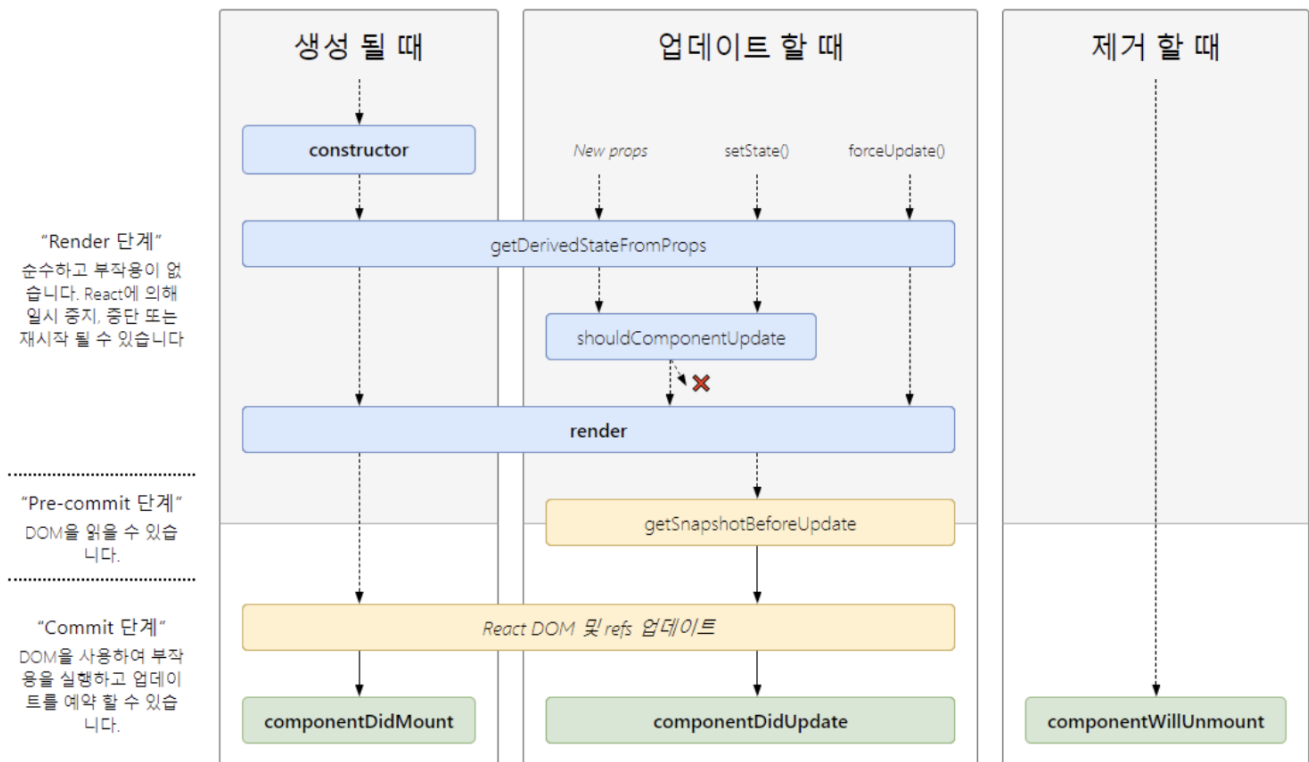 생성 될 때
업데이트 할 때
제거 할 때
constructor
New props
setState()
forceUpdate()
"Render 단계"
순수하고 부작용이 없
습니다. React에 의해
일시 중지, 중단 또는
재시작 될 수 있습니다
getDerivedStateFromProps
shouldComponentUpdate
render
"Pre-commit 단계"
DOM을 읽을 수 있습
니다.
getSnapshotBeforeUpdate
"Commit 단계"
DOM을 사용하여 부작
용을 실행하고 업데이
트를 예약 할 수 있습
니다.
React DOM 및 refs 업데이트
componentDidMount
componentDidUpdate
componentWillUnmount